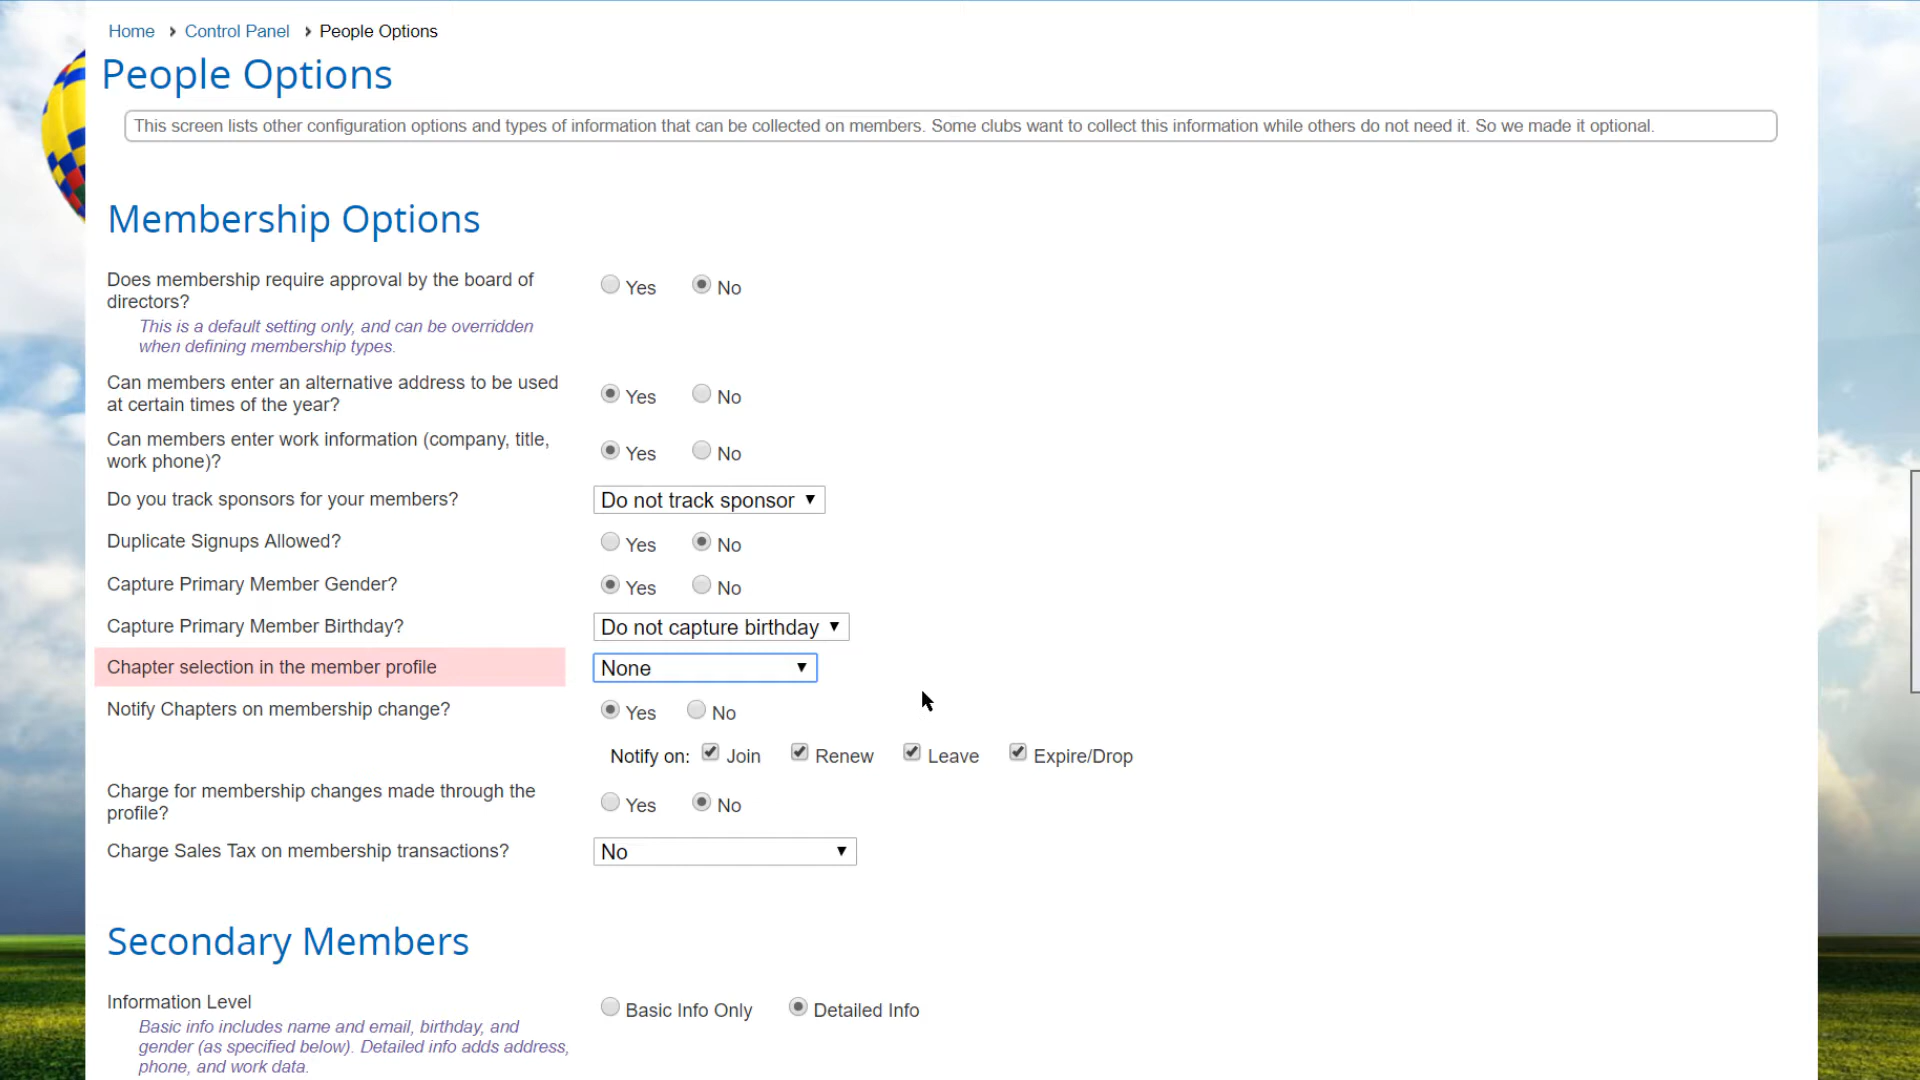 Home › Control Panel › People Options
People Options
This screen lists other configuration options and types of information that can be collected on members. Some clubs want to collect this information while others do not need it. So we made it optional.
Membership Options
Does membership require approval by the board of
directors?
Yes No
This is a default setting only, and can be overridden
when defining membership types.
Can members enter an alternative address to be used
at certain times of the year?
Yes No
Can members enter work information (company, title,
work phone)?
Yes No
Do you track sponsors for your members? Do not track sponsor
Duplicate Signups Allowed? Yes No
Capture Primary Member Gender? Yes No
Capture Primary Member Birthday? Do not capture birthday
Chapter selection in the member profile None
Notify Chapters on membership change? Yes No
Notify on: Join Renew Leave Expire/Drop
Charge for membership changes made through the
profile?
Yes No
Charge Sales Tax on membership transactions? No
Secondary Members
Information Level Basic Info Only Detailed Info
Basic info includes name and email, birthday, and
gender (as specified below). Detailed info adds address,
phone, and work data.